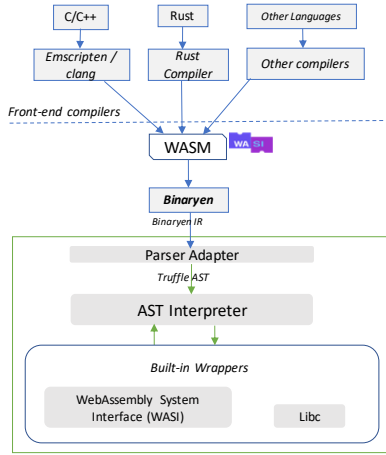 C/C++
Rust
Other Languages
Emscripten /
clang
Rust
Compiler
Other compilers
Front-end compilers
WASM
WA SI
Binaryen
Binaryen IR
Parser Adapter
Truffle AST
AST Interpreter
Built-in Wrappers
WebAssembly System
Interface (WASI)
Libc